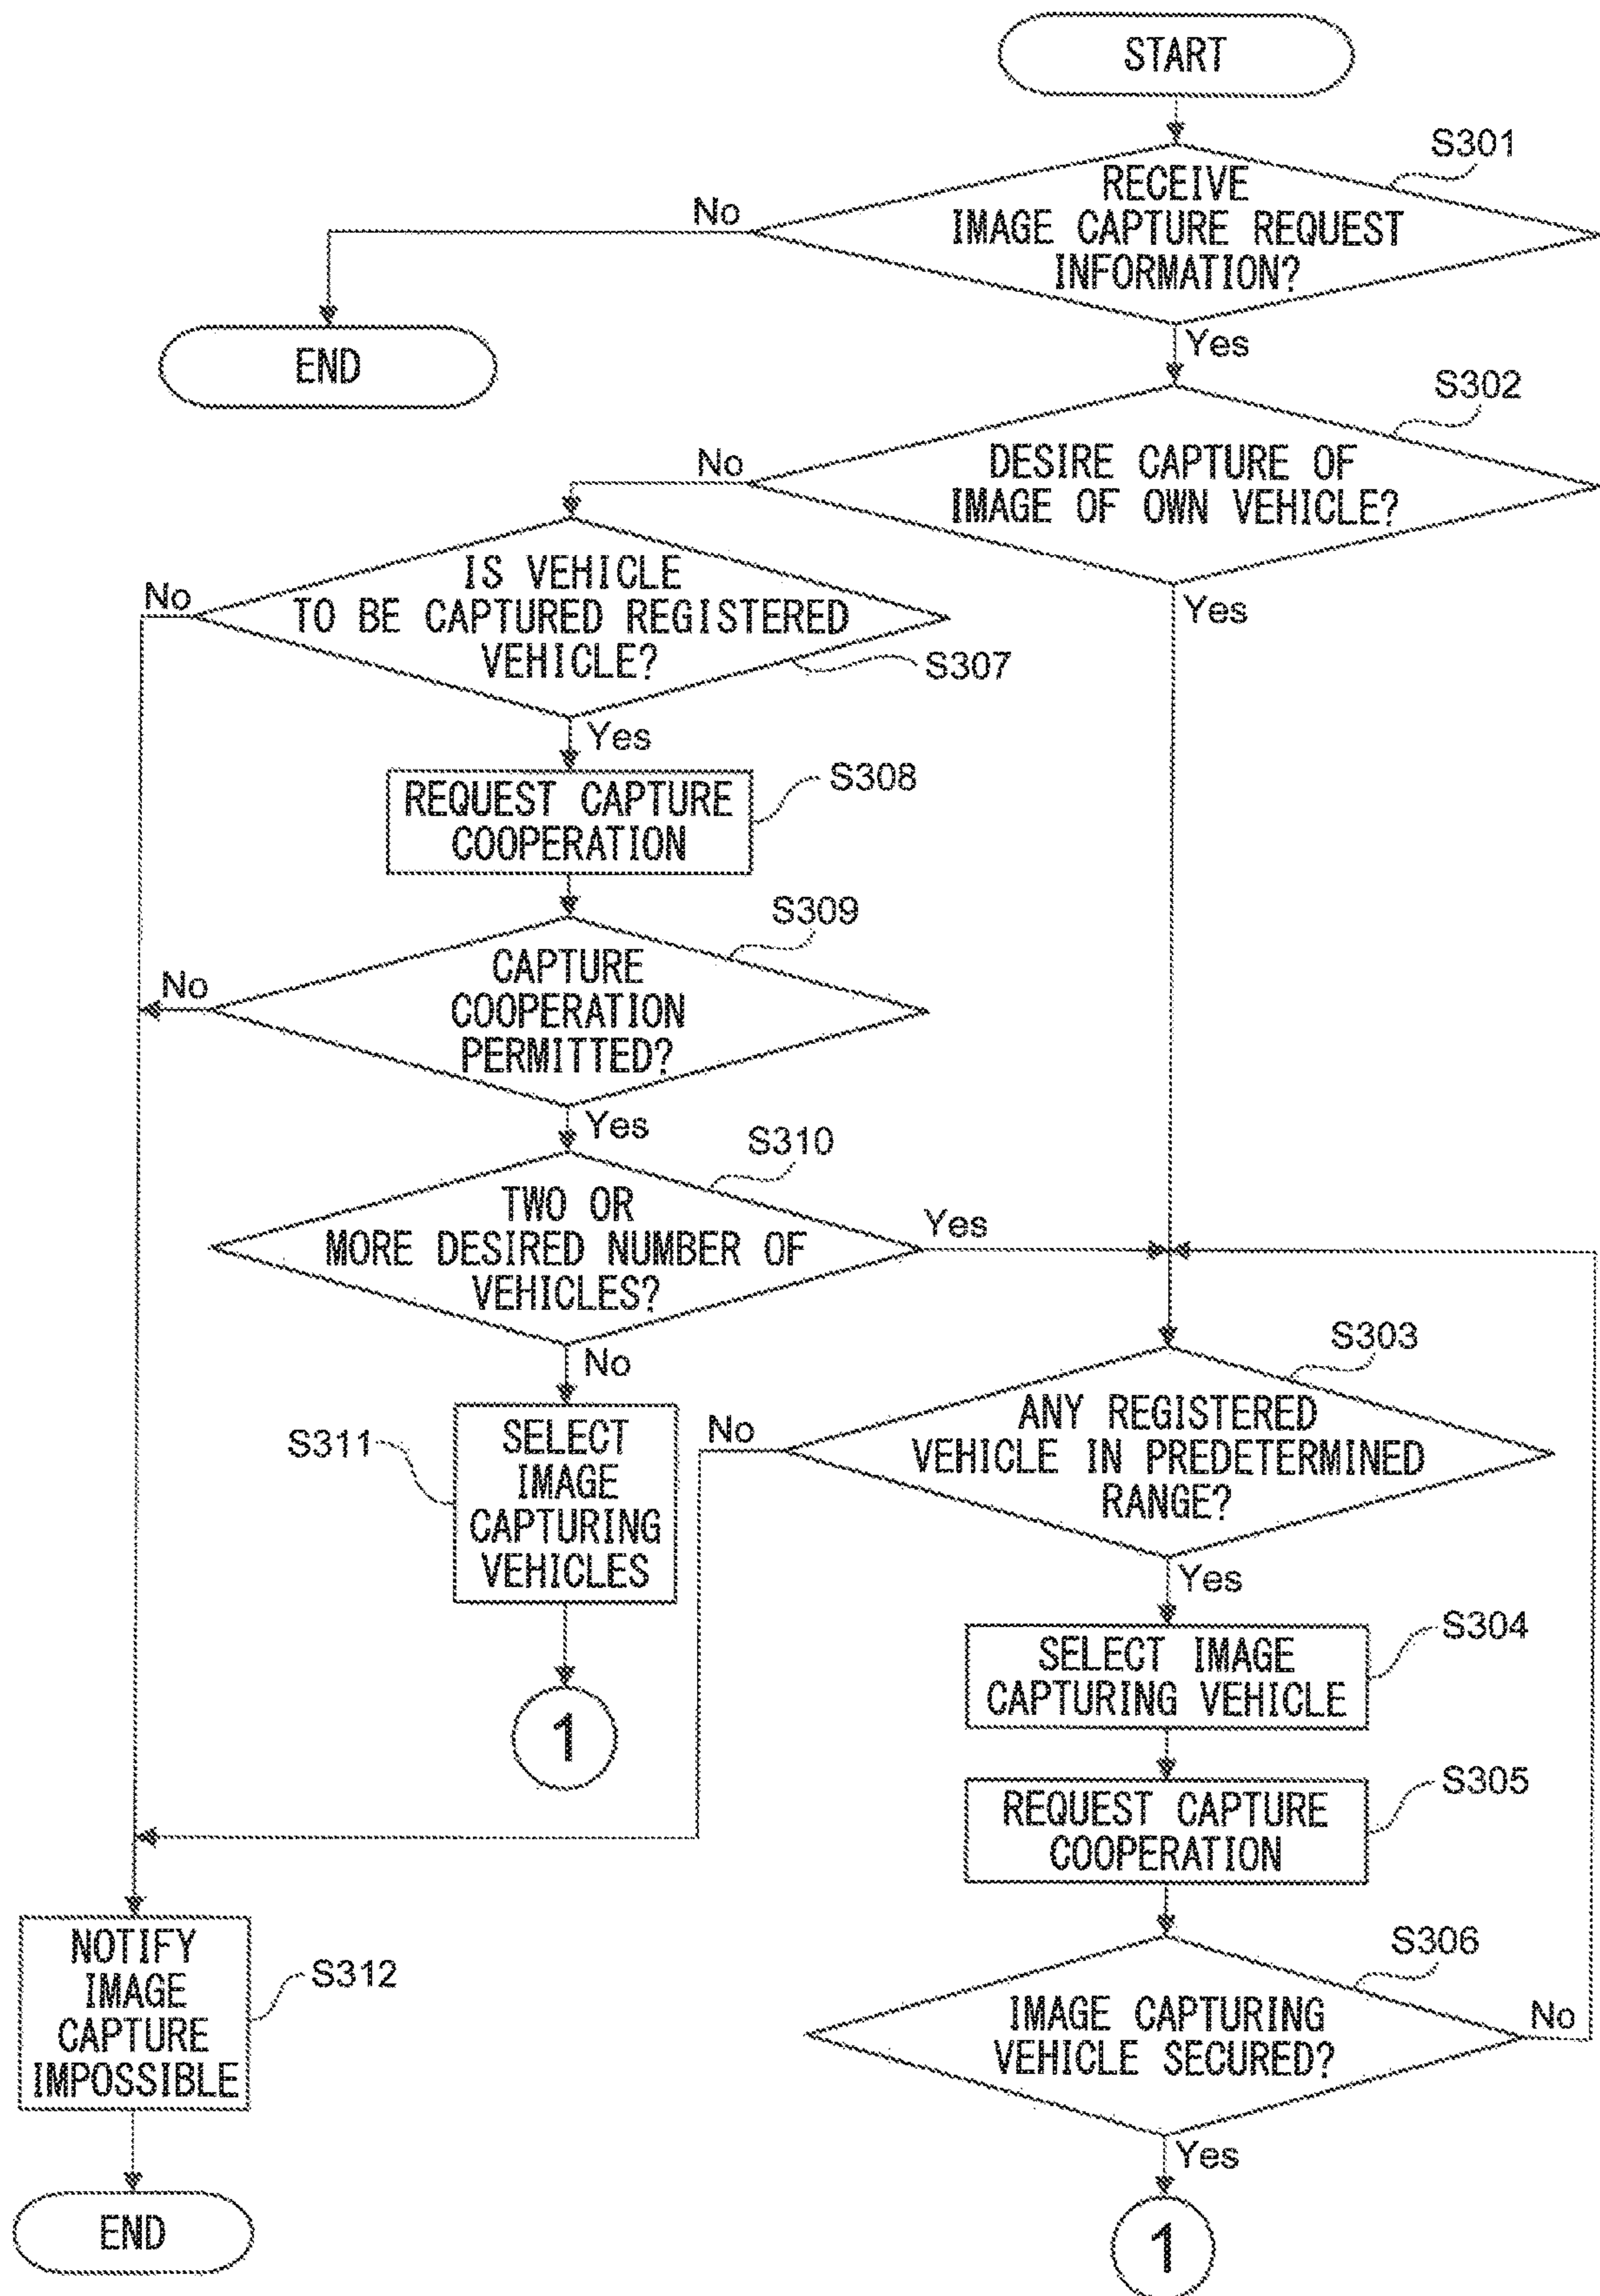 START
S301
RECEIVE
IMAGE CAPTURE REQUEST
INFORMATION?
No
Yes
END
S302
DESIRE CAPTURE OF
IMAGE OF OWN VEHICLE?
No
Yes
IS VEHICLE
TO BE CAPTURED REGISTERED
VEHICLE?
No
S307
Yes
REQUEST CAPTURE
COOPERATION
S308
S309
CAPTURE
COOPERATION
PERMITTED?
No
Yes
S310
TWO OR
MORE DESIRED NUMBER OF
VEHICLES?
Yes
No
S311
SELECT
IMAGE
CAPTURING
VEHICLES
1
S303
ANY REGISTERED
VEHICLE IN PREDETERMINED
RANGE?
No
Yes
S304
SELECT IMAGE
CAPTURING VEHICLE
S305
REQUEST CAPTURE
COOPERATION
S306
IMAGE CAPTURING
VEHICLE SECURED?
No
Yes
1
NOTIFY
IMAGE
CAPTURE
IMPOSSIBLE
S312
END